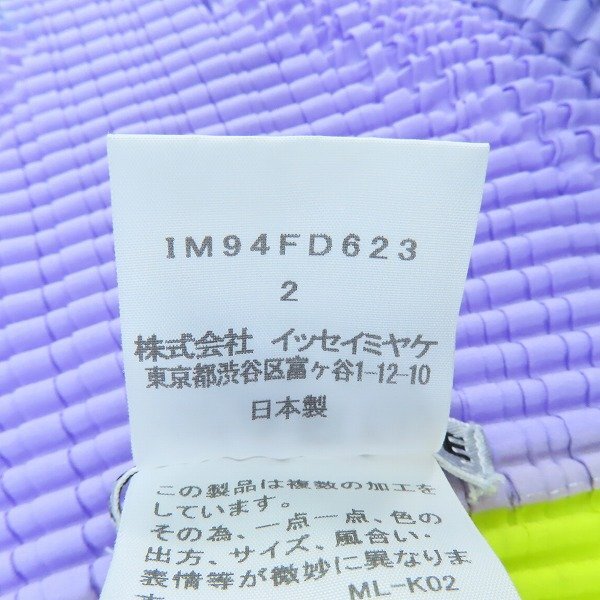 IM94FD623
2
株式会社 イッセイミヤケ
東京都渋谷区富ヶ谷1-12-10
日本製
この製品は複数の加工を
しています。
その為、一点一点、色の
出方、サイズ、風合い・
表情等が微妙に異なりま
す。
ML-K02
E